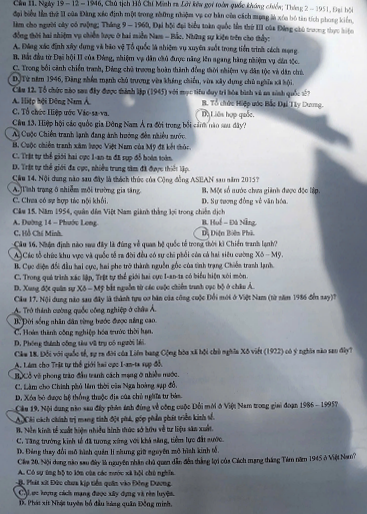 Câu 11. Ngày 19 – 12 – 1946, Chủ tịch Hồ Chí Minh ra Lời kêu gọi toàn quốc kháng chiến; Tháng 2 – 1951, Đại hội
đại biểu lần thứ II của Đảng xác định một trong những nhiệm vụ cơ bản của cách mạng là xóa bỏ tàn tích phong kiến,
làm cho người cày có ruộng; Tháng 9 – 1960, Đại hội đại biểu toàn quốc lần thứ III của Đảng chủ trương thực hiện
đồng thời hai nhiệm vụ chiến lược ở hai miền Nam – Bắc. Những sự kiện trên cho thấy:
A. Đảng xác định xây dựng và bảo vệ Tổ quốc là nhiệm vụ xuyên suốt trong tiến trình cách mạng.
B. Bắt đầu từ Đại hội II của Đảng, nhiệm vụ dân chủ được nâng lên ngang hàng nhiệm vụ dân tộc.
C. Trong bối cảnh chiến tranh, Đảng chủ trương hoàn thành đồng thời nhiệm vụ dân tộc và dân chủ.
D. Từ năm 1946, Đảng nhấn mạnh chủ trương vừa kháng chiến, vừa xây dựng chủ nghĩa xã hội.
Câu 12. Tổ chức nào sau đây được thành lập (1945) với mục tiêu duy trì hòa bình và an ninh quốc tế?
A. Hiệp hội Đông Nam Á. B. Tổ chức Hiệp ước Bắc Đại Tây Dương.
C. Tổ chức Hiệp ước Vác-sa-va. D. Liên hợp quốc.
Câu 13. Hiệp hội các quốc gia Đông Nam Á ra đời trong bối cảnh nào sau đây?
A. Cuộc Chiến tranh lạnh đang ảnh hưởng đến nhiều nước.
B. Cuộc chiến tranh xâm lược Việt Nam của Mỹ đã kết thúc.
C. Trật tự thế giới hai cực I-an-ta đã sụp đổ hoàn toàn.
D. Trật tự thế giới đa cực, nhiều trung tâm đã được thiết lập.
Câu 14. Nội dung nào sau đây là thách thức của Cộng đồng ASEAN sau năm 2015?
A. Tình trạng ô nhiễm môi trường gia tăng. B. Một số nước chưa giành được độc lập.
C. Chưa có sự hợp tác nội khối. D. Sự tương đồng về văn hóa.
Câu 15. Năm 1954, quân dân Việt Nam giành thắng lợi trong chiến dịch
A. Đường 14 – Phước Long. B. Huế – Đà Nẵng.
C. Hồ Chí Minh. D. Điện Biên Phủ.
Câu 16. Nhận định nào sau đây là đúng về quan hệ quốc tế trong thời kì Chiến tranh lạnh?
A. Các tổ chức khu vực và quốc tế ra đời đều có sự chi phối của cả hai siêu cường Xô – Mỹ.
B. Cục diện đối đầu hai cực, hai phe trở thành nguồn gốc của tình trạng Chiến tranh lạnh.
C. Trong quá trình xác lập, Trật tự thế giới hai cực I-an-ta có biểu hiện xói mòn.
D. Xung đột quân sự Xô – Mỹ bắt nguồn từ các cuộc chiến tranh cục bộ ở châu Á.
Câu 17. Nội dung nào sau đây là thành tựu cơ bản của công cuộc Đổi mới ở Việt Nam (từ năm 1986 đến nay)?
A. Trở thành cường quốc công nghiệp ở châu Á.
B. Đời sống nhân dân từng bước được nâng cao.
C. Hoàn thành công nghiệp hóa trước thời hạn.
D. Phóng thành công tàu vũ trụ có người lái.
Câu 18. Đối với quốc tế, sự ra đời của Liên bang Cộng hòa xã hội chủ nghĩa Xô viết (1922) có ý nghĩa nào sau đây?
A. Làm cho Trật tự thế giới hai cực I-an-ta sụp đổ.
B. Cổ vũ phong trào đấu tranh cách mạng ở nhiều nước.
C. Làm cho Chính phủ lâm thời của Nga hoàng sụp đổ.
D. Xóa bỏ được hệ thống thuộc địa của chủ nghĩa tư bản.
Câu 19. Nội dung nào sau đây phản ánh đúng về công cuộc Đổi mới ở Việt Nam trong giai đoạn 1986 – 1995?
A. Cải cách chính trị mang tính đột phá, góp phần phát triển kinh tế.
B. Nền kinh tế xuất hiện nhiều hình thức sở hữu về tư liệu sản xuất.
C. Tăng trưởng kinh tế đã tương xứng với khả năng, tiềm lực đất nước.
D. Đảng thay đổi mô hình quản lí nhưng giữ nguyên mô hình kinh tế.
Câu 20. Nội dung nào sau đây là nguyên nhân chủ quan dẫn đến thắng lợi của Cách mạng tháng Tám năm 1945 ở Việt Nam?
A. Có sự ủng hộ to lớn của các nước xã hội chủ nghĩa.
B. Phát xít Đức chưa kịp tiến quân vào Đông Dương.
C. Lực lượng cách mạng được xây dựng và rèn luyện.
D. Phát xít Nhật tuyên bố đầu hàng quân Đồng minh.